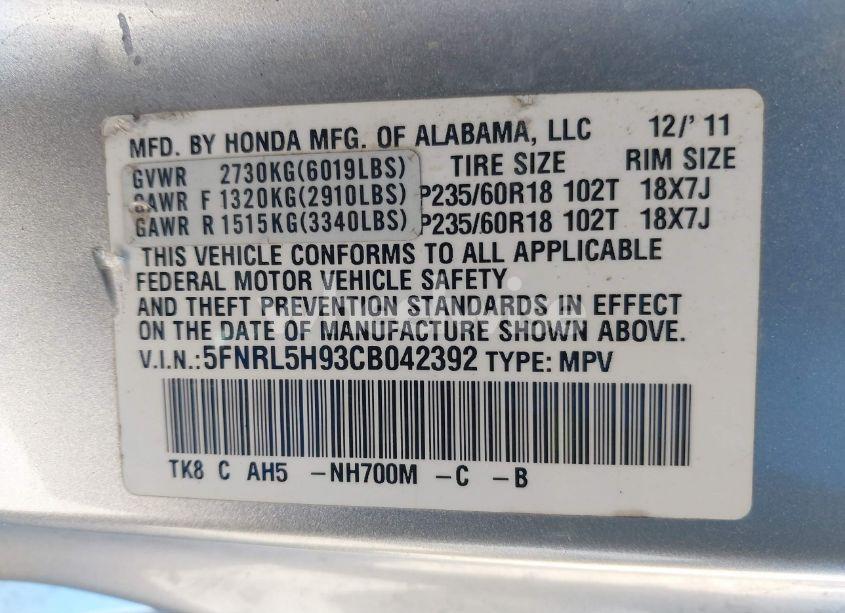 MFD. BY HONDA MFG. OF ALABAMA, LLC 12/' 11
GVWR 2730KG(6019LBS) TIRE SIZE RIM SIZE
GAWR F 1320KG(2910LBS) P235/60R18 102T 18X7J
GAWR R 1515KG(3340LBS) P235/60R18 102T 18X7J
THIS VEHICLE CONFORMS TO ALL APPLICABLE
FEDERAL MOTOR VEHICLE SAFETY
AND THEFT PREVENTION STANDARDS IN EFFECT
ON THE DATE OF MANUFACTURE SHOWN ABOVE.
V.I.N.: 5FNRL5H93CB042392 TYPE: MPV
TK8 C AH5 -NH700M -C -B